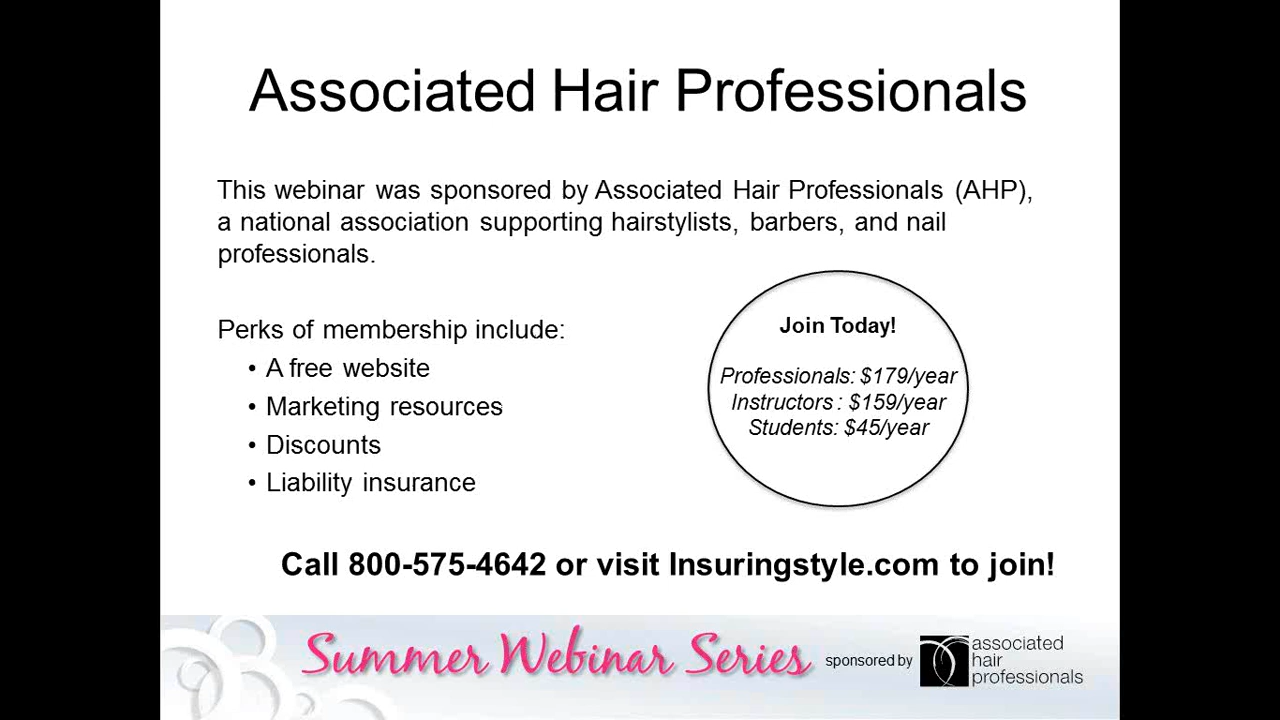 Associated Hair Professionals
This webinar was sponsored by Associated Hair Professionals (AHP),
a national association supporting hairstylists, barbers, and nail
professionals.
Perks of membership include:
• A free website
• Marketing resources
• Discounts
• Liability insurance
Join Today!
Professionals: $179/year
Instructors : $159/year
Students: $45/year
Call 800-575-4642 or visit Insuringstyle.com to join!
Summer Webinar Series
sponsored by
associated
hair
professionals